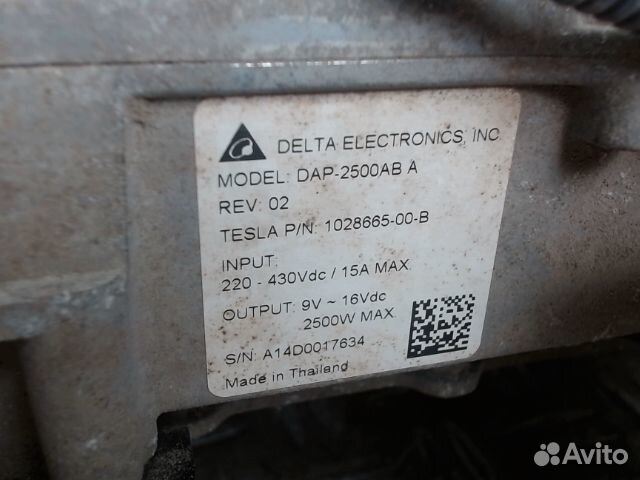 DELTA ELECTRONICS, INC
MODEL: DAP-2500AB A
REV: 02
TESLA P/N: 1028665-00-B
INPUT:
220 - 430Vdc / 15A MAX.
OUTPUT: 9V ~ 16Vdc
2500W MAX.
S/N: A14D0017634
Made in Thailand
Avito